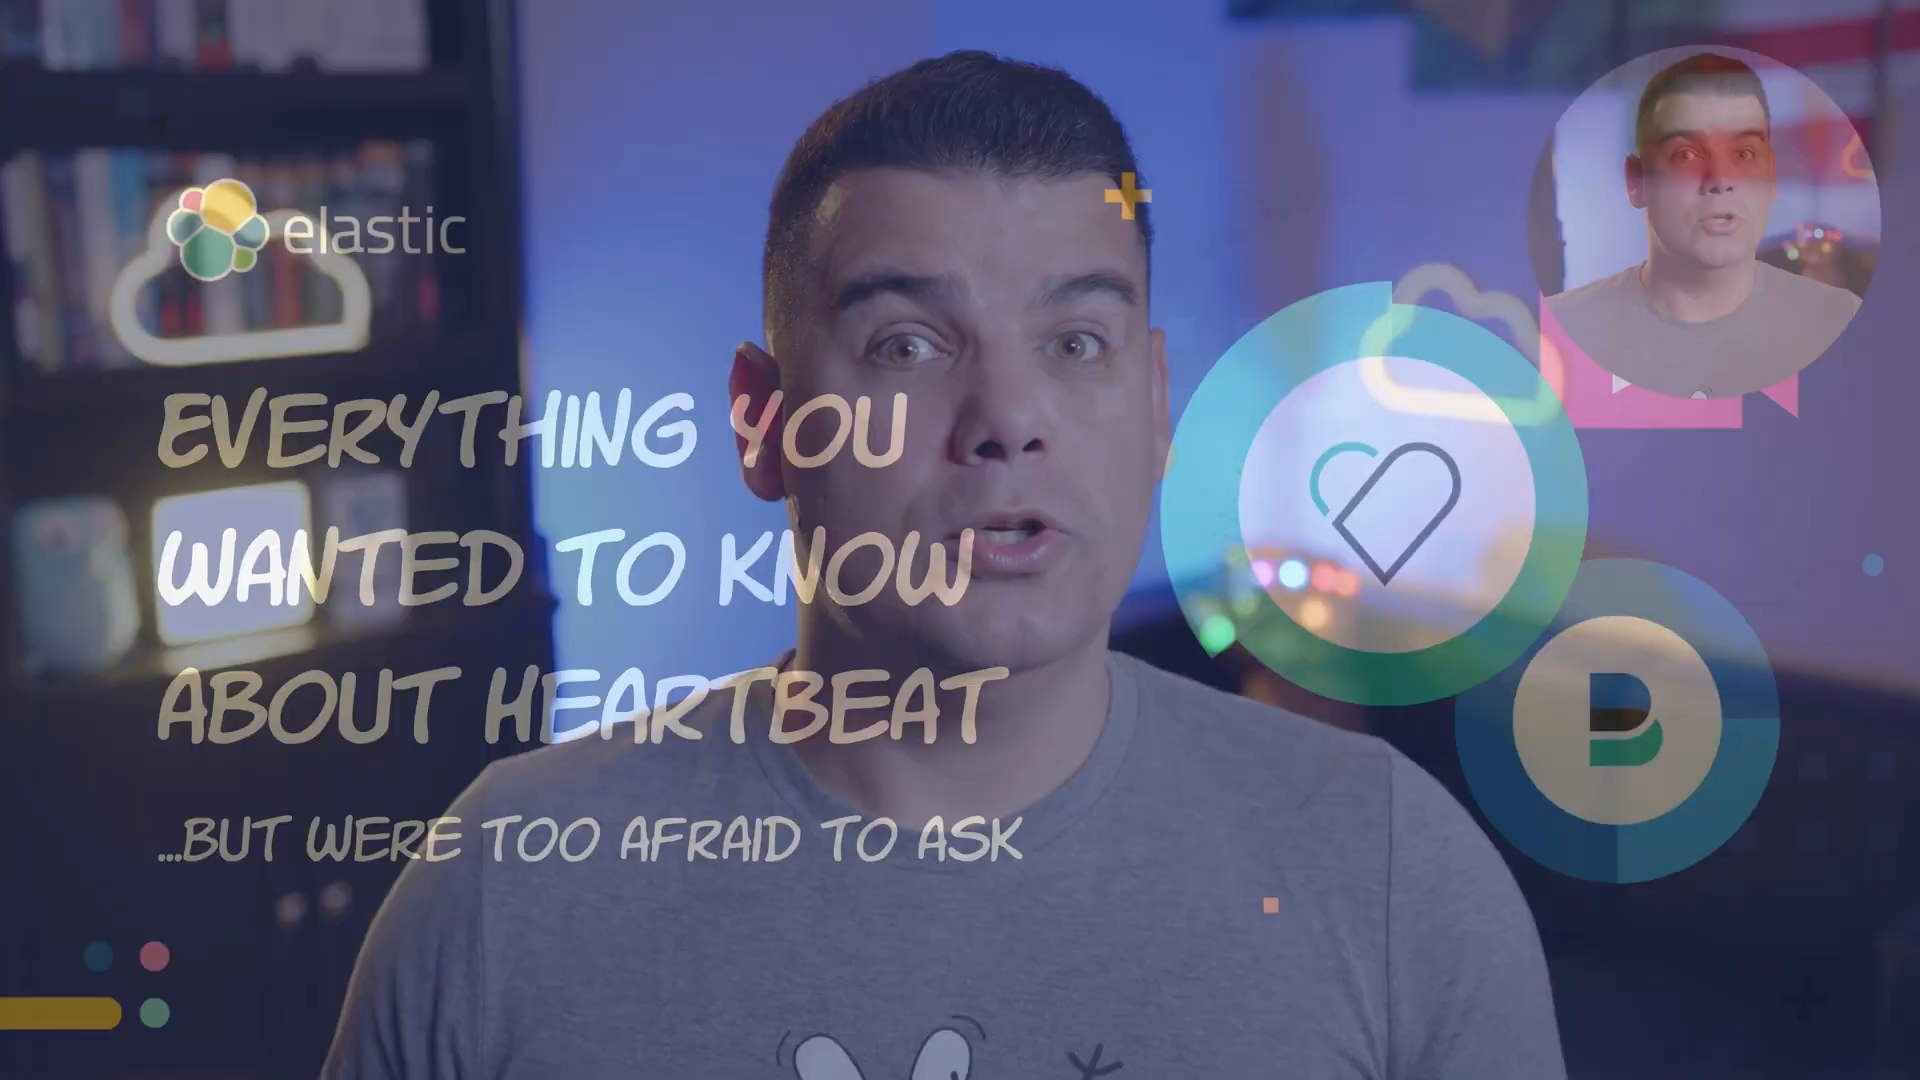 elastic
EVERYTHING YOU
WANTED TO KNOW
ABOUT HEARTBEAT
...BUT WERE TOO AFRAID TO ASK